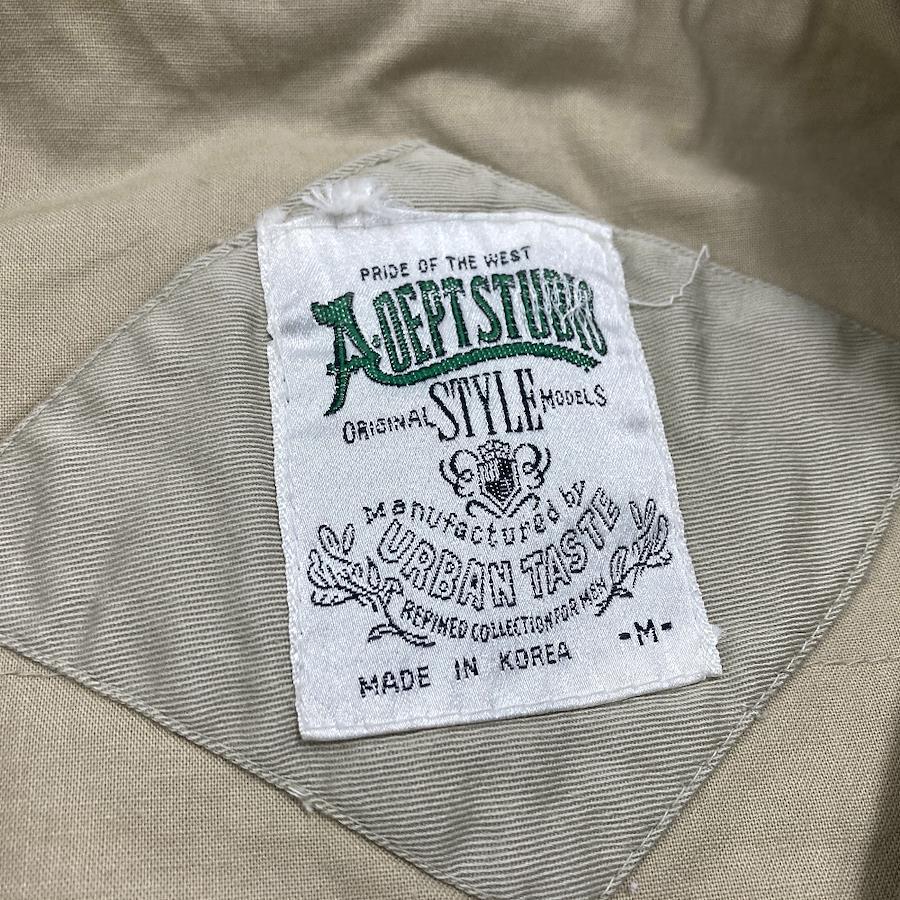 PRIDE OF THE WEST
ADEPT STUDIO
ORIGINAL STYLE MODELS
Manufactured by
URBAN TASTE
REFINED COLLECTION FOR MEN
-M-
MADE IN KOREA